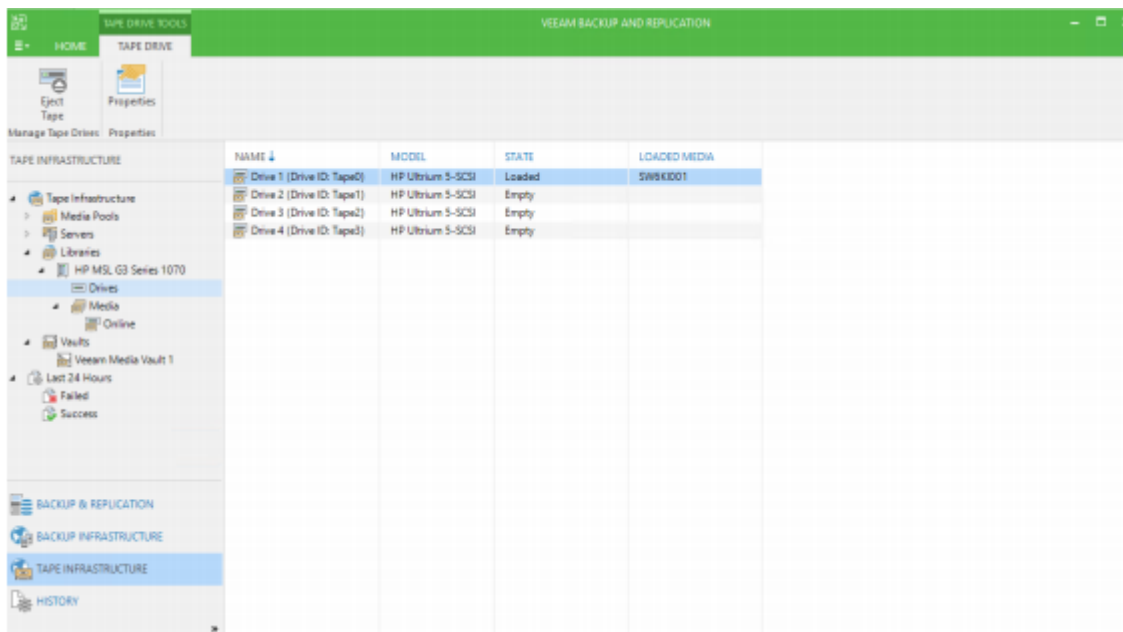 TAPE DRIVE TOOLS
VEEAM BACKUP AND REPLICATION
HOME
TAPE DRIVE
Eject Tape
Properties
Manage Tape Drives
Properties
TAPE INFRASTRUCTURE
Tape Infrastructure
Media Pools
Servers
Libraries
HP MSL G3 Series 1070
Drives
Media
Online
Vaults
Veeam Media Vault 1
Last 24 Hours
Failed
Success
BACKUP & REPLICATION
BACKUP INFRASTRUCTURE
TAPE INFRASTRUCTURE
HISTORY
NAME MODEL STATE LOADED MEDIA
Drive 1 (Drive ID: Tape0) HP Ultrium 5-SCSI Loaded SW6KI001
Drive 2 (Drive ID: Tape1) HP Ultrium 5-SCSI Empty
Drive 3 (Drive ID: Tape2) HP Ultrium 5-SCSI Empty
Drive 4 (Drive ID: Tape3) HP Ultrium 5-SCSI Empty